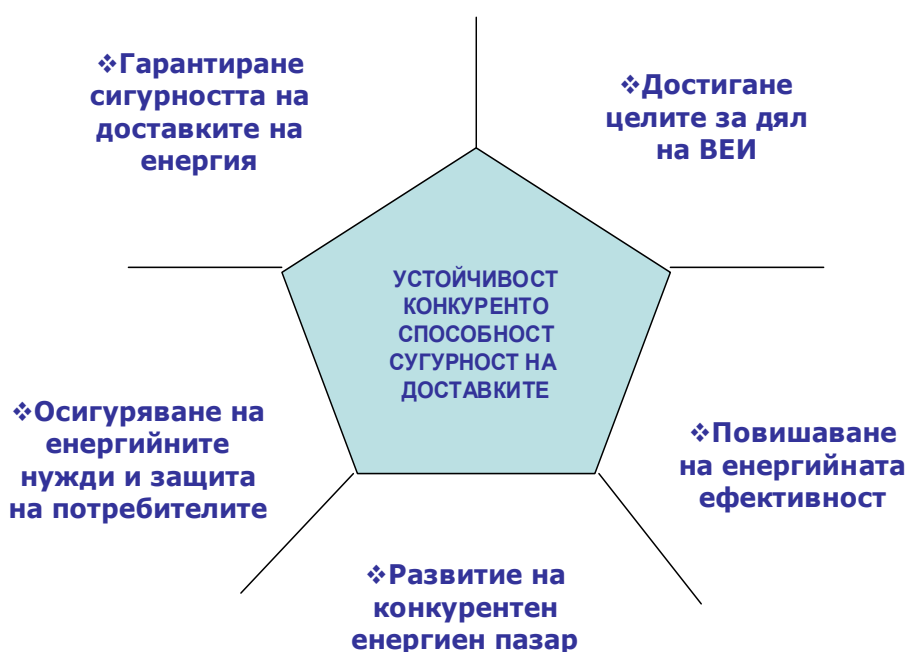 ❖Гарантиране
сигурността на
доставките на
енергия
❖Достигане
целите за дял
на ВЕИ
УСТОЙЧИВОСТ
КОНКУРЕНТО
СПОСОБНОСТ
СУГУРНОСТ НА
ДОСТАВКИТЕ
❖Осигуряване на
енергийните
нужди и защита
на потребителите
❖Повишаване
на енергийната
ефективност
❖Развитие на
конкурентен
енергиен пазар